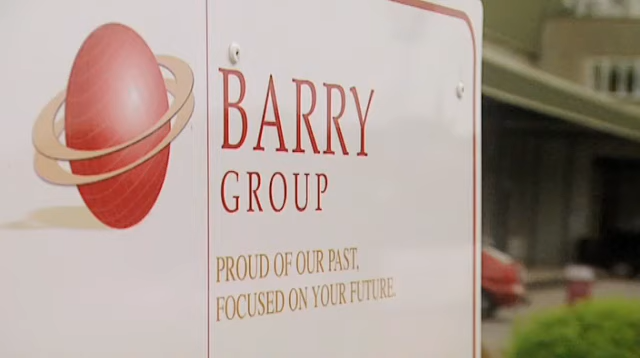 BARRY
GROUP
PROUD OF OUR PAST,
FOCUSED ON YOUR FUTURE.